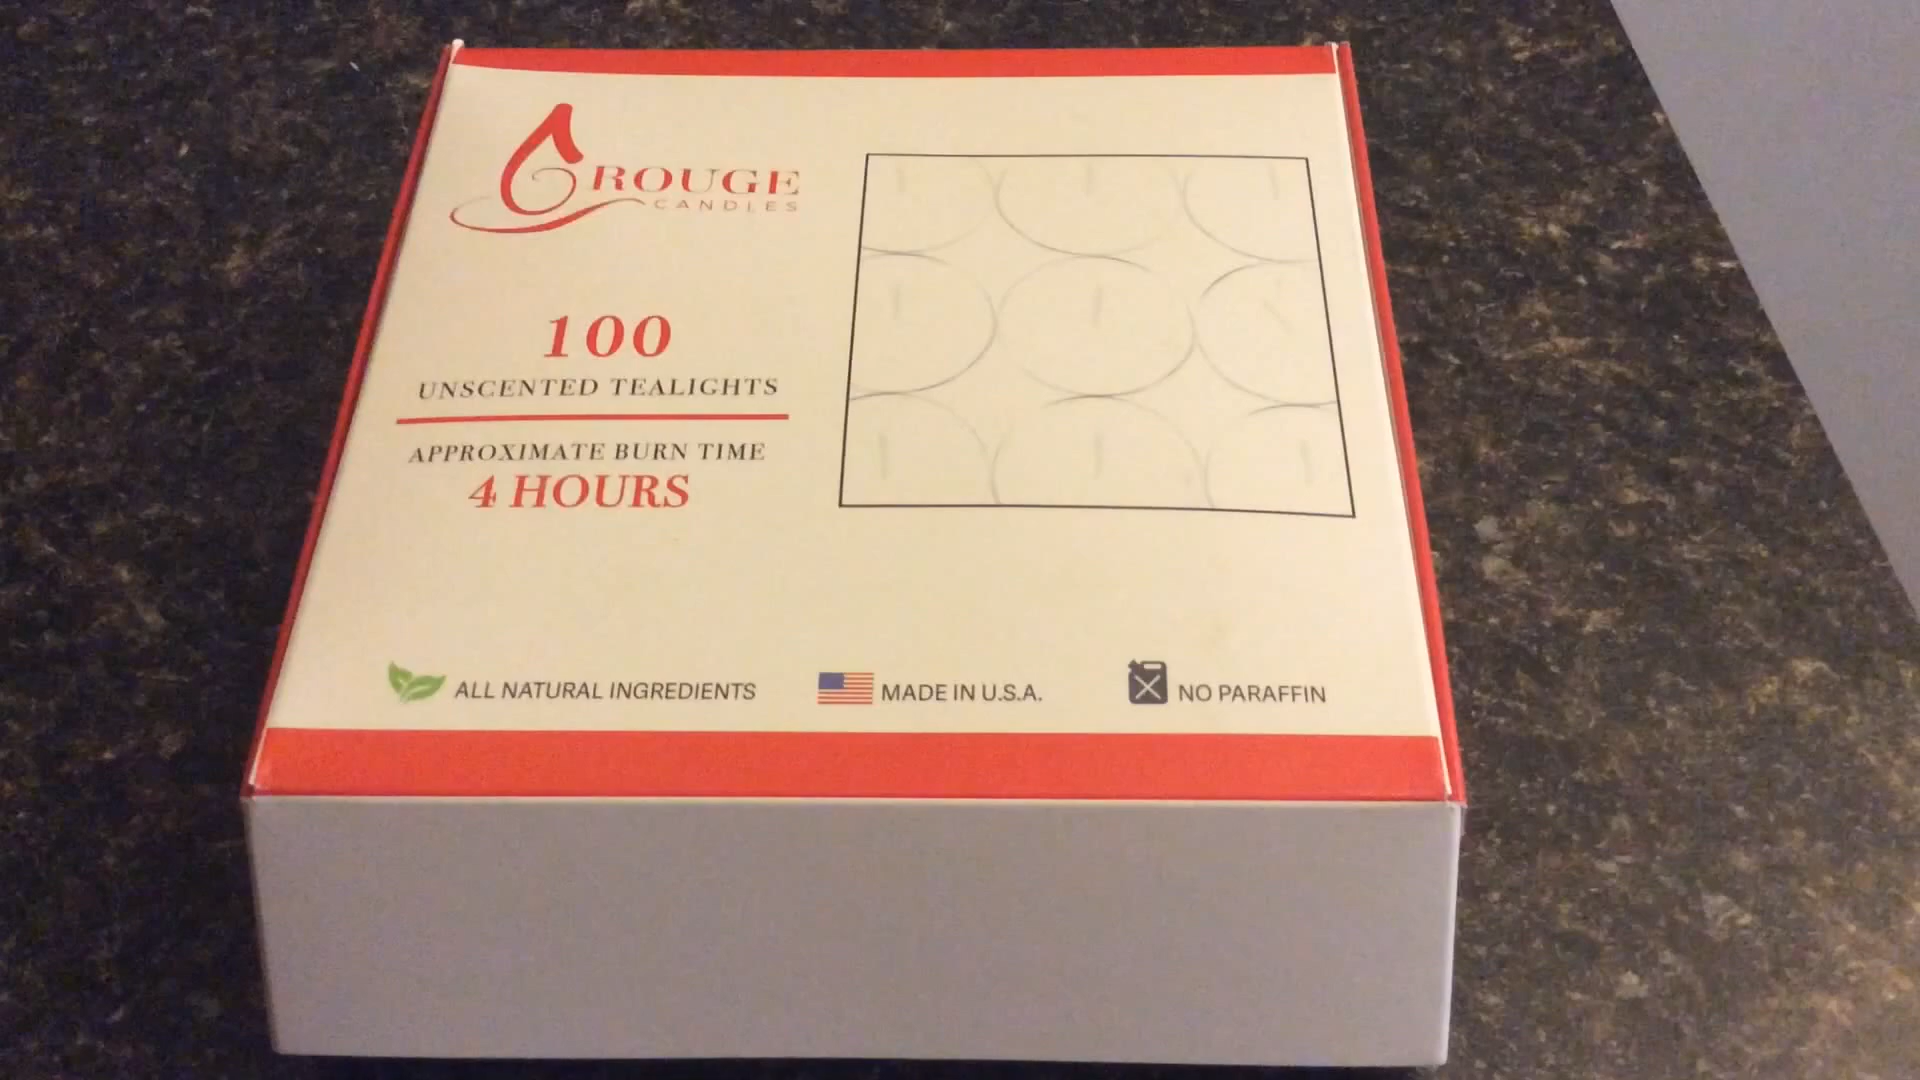 ROUGE
CANDLES
100
UNSCENTED TEALIGHTS
APPROXIMATE BURN TIME
4 HOURS
ALL NATURAL INGREDIENTS
MADE IN U.S.A.
NO PARAFFIN